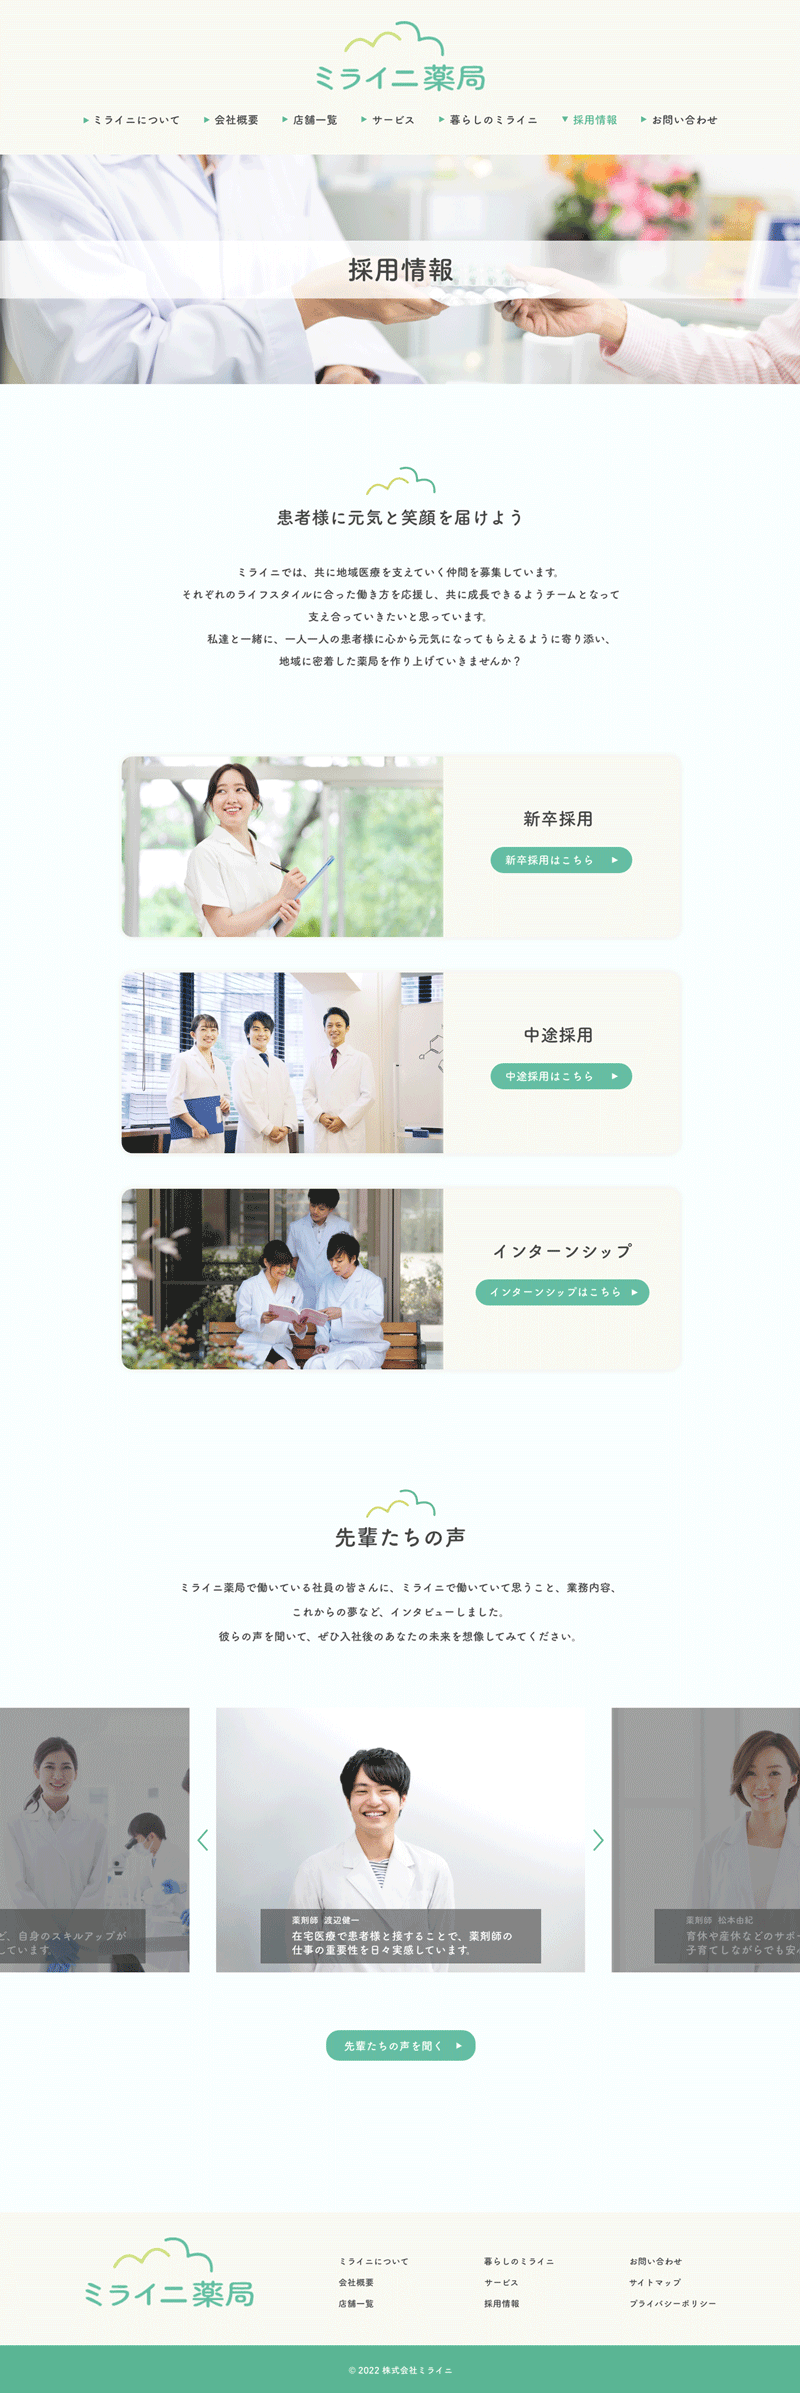 ミライニ薬局
ミライニについて
会社概要
店舗一覧
サービス
暮らしのミライニ
採用情報
お問い合わせ
採用情報
患者様に元気と笑顔を届けよう
ミライニでは、共に地域医療を支えていく仲間を募集しています。
それぞれのライフスタイルに合った働き方を応援し、共に成長できるようチームとなって
支え合っていきたいと思っています。
私達と一緒に、一人一人の患者様に心から元気になってもらえるように寄り添い、
地域に密着した薬局を作り上げていきませんか？
新卒採用
新卒採用はこちら
中途採用
中途採用はこちら
インターンシップ
インターンシップはこちら
先輩たちの声
ミライニ薬局で働いている社員の皆さんに、ミライニで働いていて思うこと、業務内容、
これからの夢など、インタビューしました。
彼らの声を聞いて、ぜひ入社後のあなたの未来を想像してみてください。
ど、自身のスキルアップが
しています。
薬剤師 渡辺健一
在宅医療で患者様と接することで、薬剤師の
仕事の重要性を日々実感しています。
薬剤師 松本由紀
育休や産休などのサポー
子育てしながらでも安心
先輩たちの声を聞く
ミライニ薬局
ミライニについて
会社概要
店舗一覧
暮らしのミライニ
サービス
採用情報
お問い合わせ
サイトマップ
プライバシーポリシー
© 2022 株式会社ミライニ